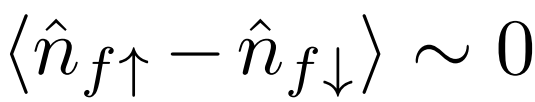 ⟨n̂_{f↑} − n̂_{f↓}⟩ ∼ 0